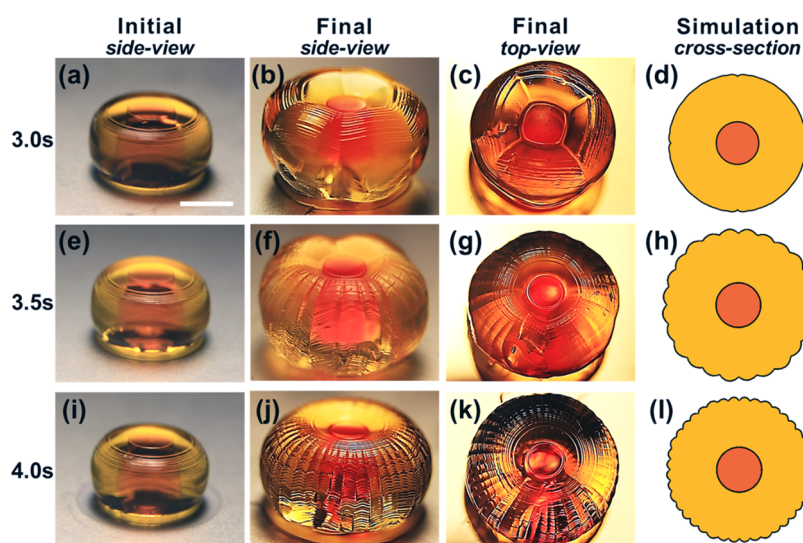 Initial
side-view
Final
side-view
Final
top-view
Simulation
cross-section
3.0s
(a)
(b)
(c)
(d)
3.5s
(e)
(f)
(g)
(h)
4.0s
(i)
(j)
(k)
(l)